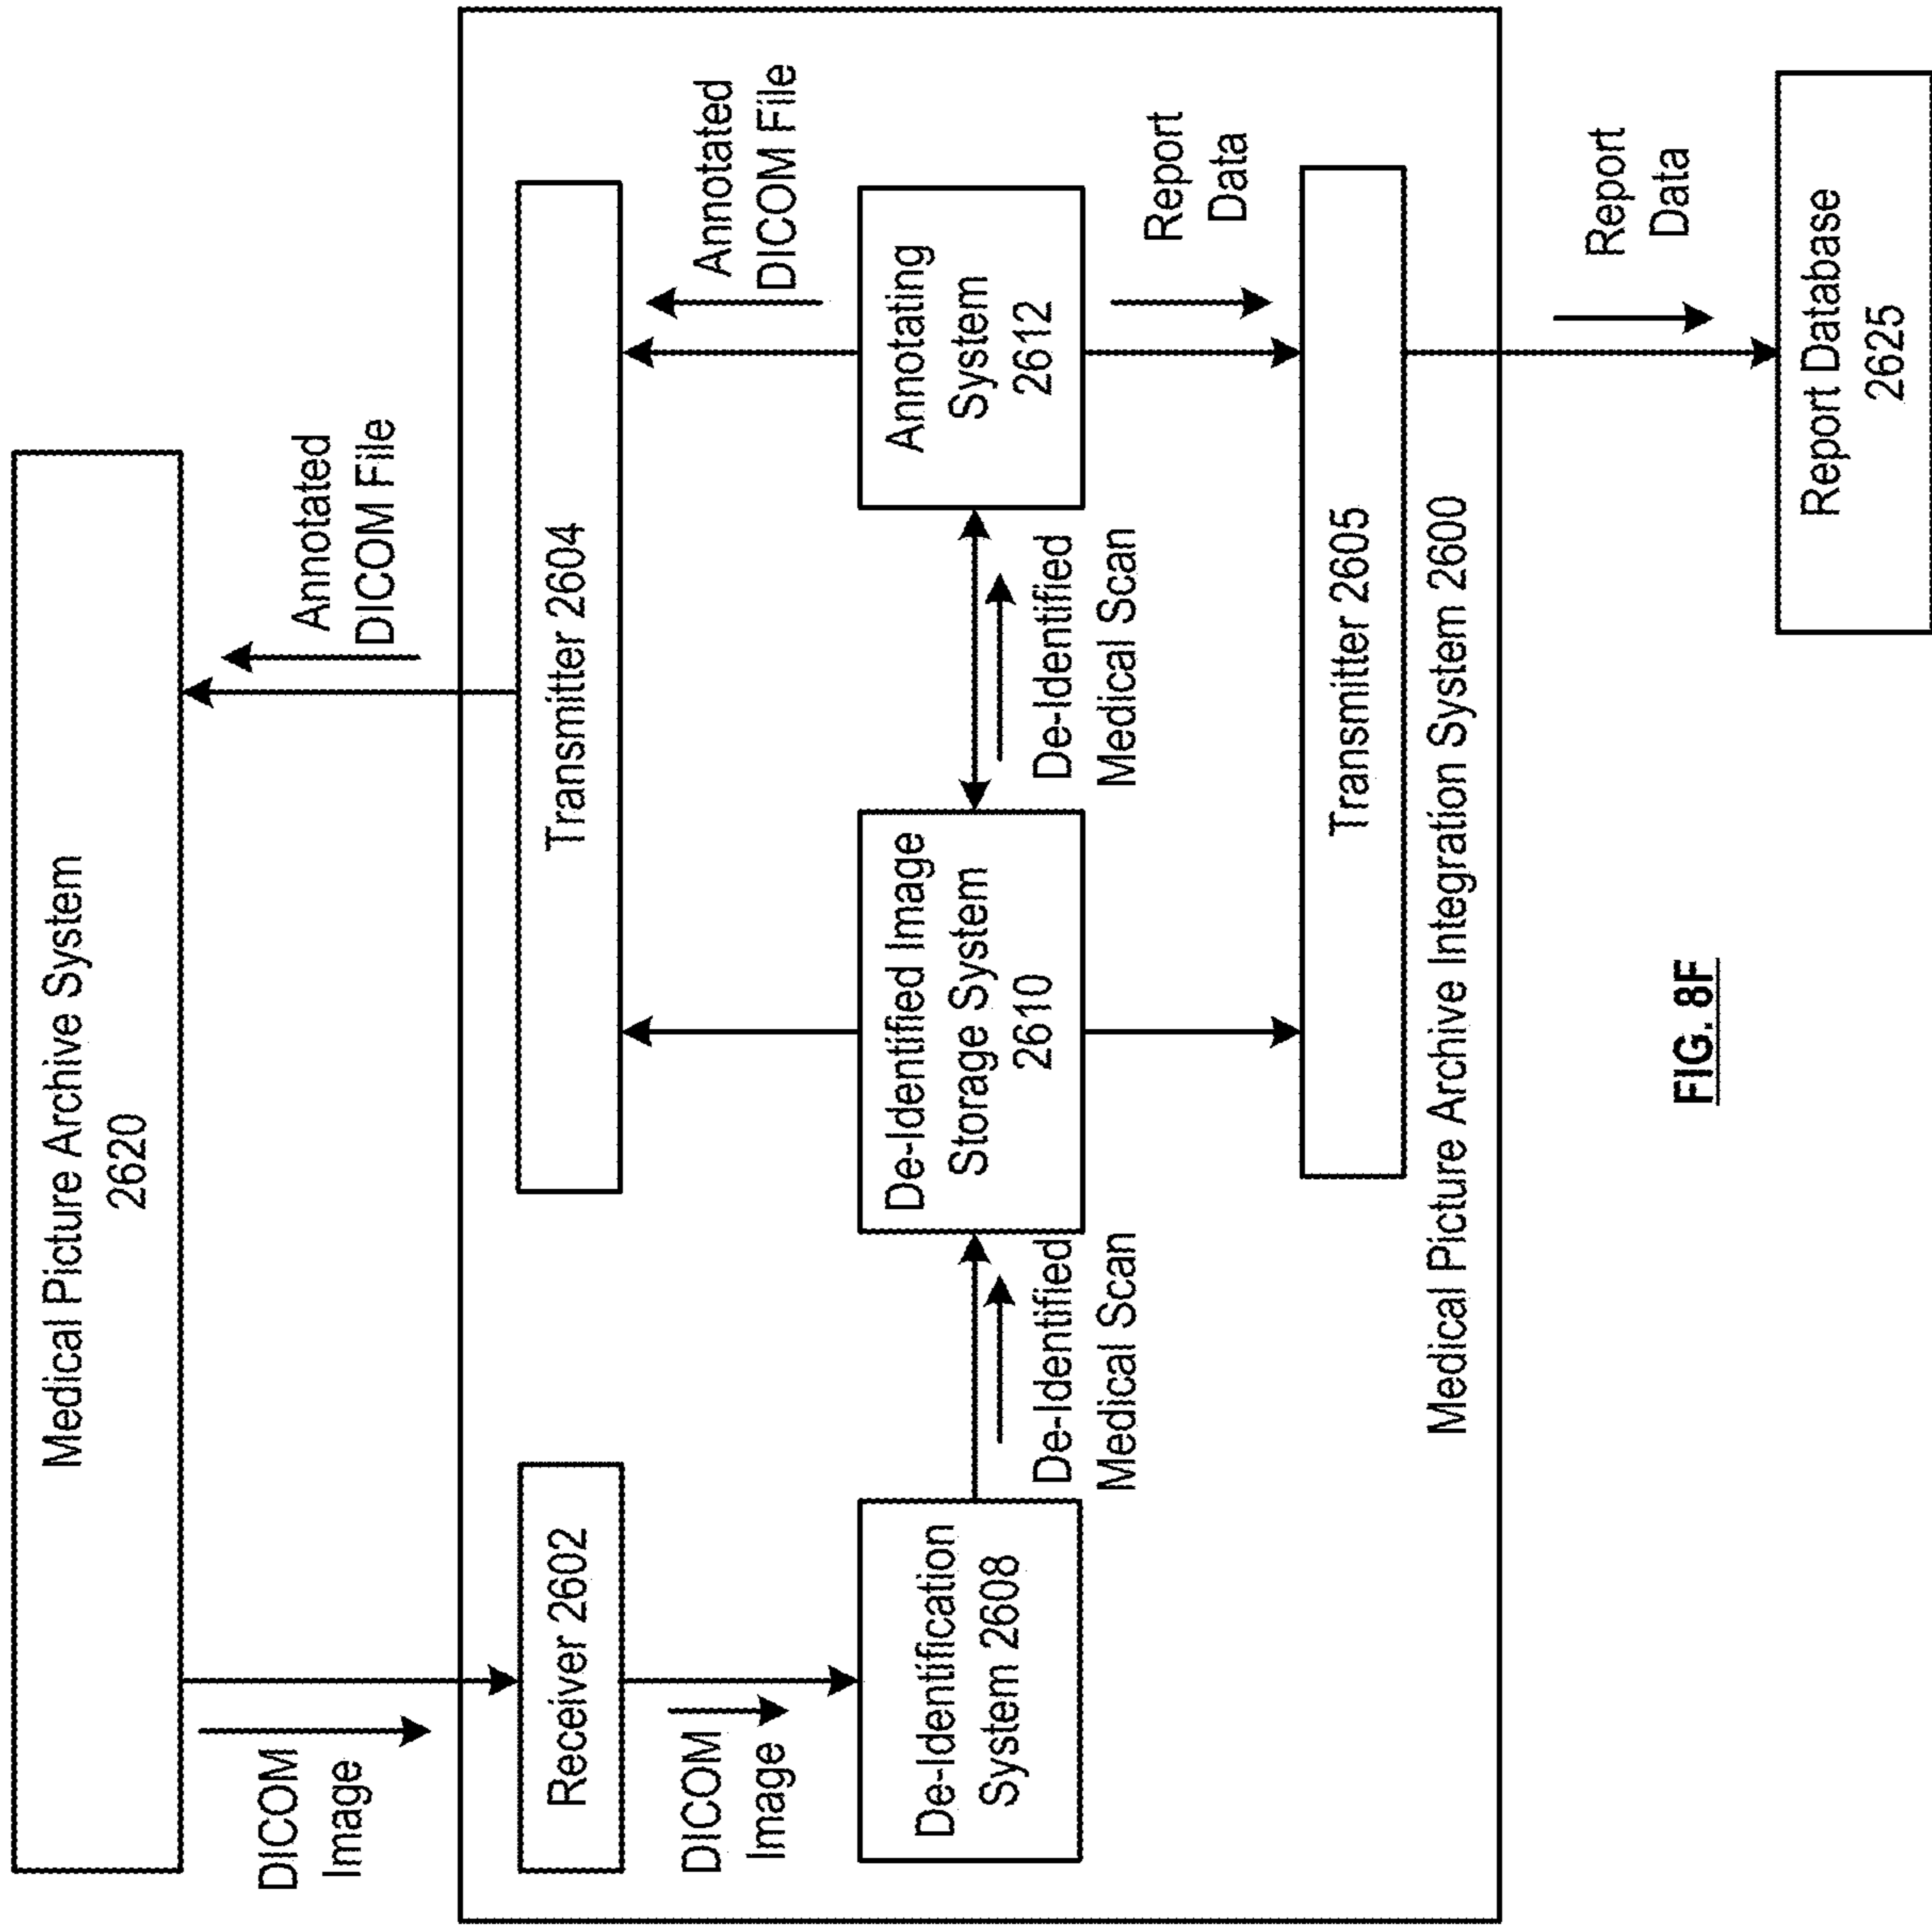 Medical Picture Archive System
2620
DICOM
Image
Annotated
DICOM File
Receiver 2602
Transmitter 2604
DICOM
Image
Annotated
DICOM File
De-Identification
System 2608
De-Identified Image
Storage System
2610
Annotating
System
2612
De-Identified
Medical Scan
De-Identified
Medical Scan
Report
Data
Transmitter 2605
Medical Picture Archive Integration System 2600
Report
Data
Report Database
2625
FIG. 8F